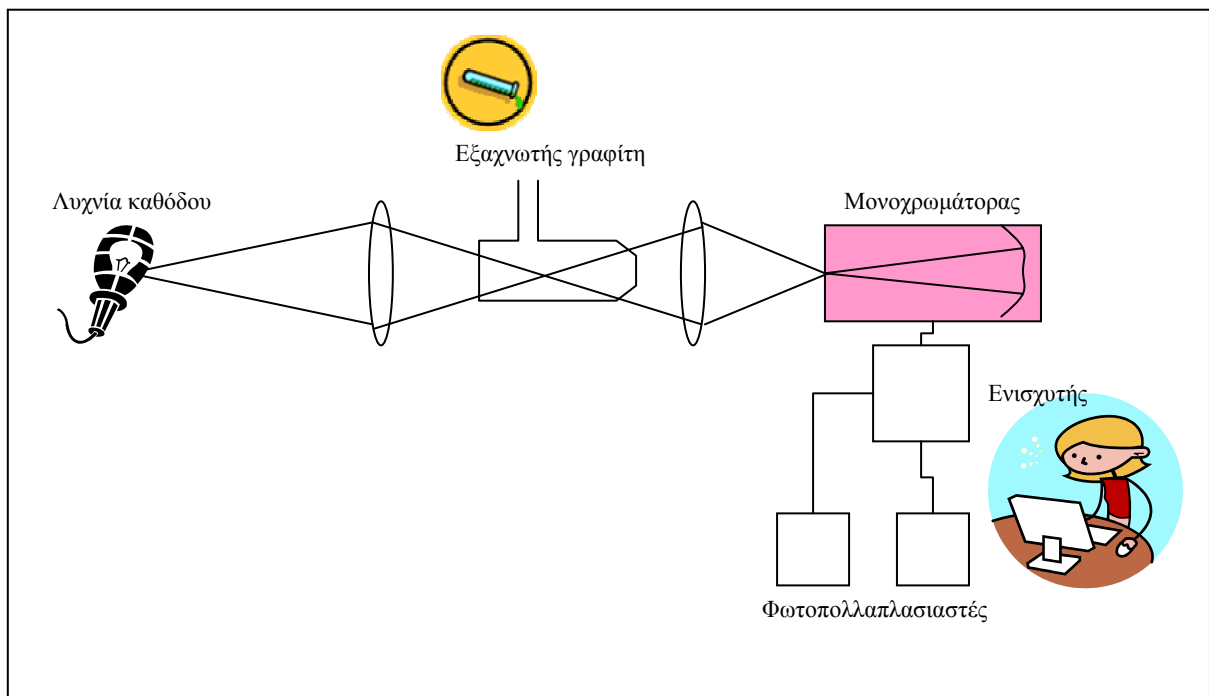 Εξαχνωτής γραφίτη
Λυχνία καθόδου
Μονοχρωμάτορας
Ενισχυτής
Φωτοπολλαπλασιαστές